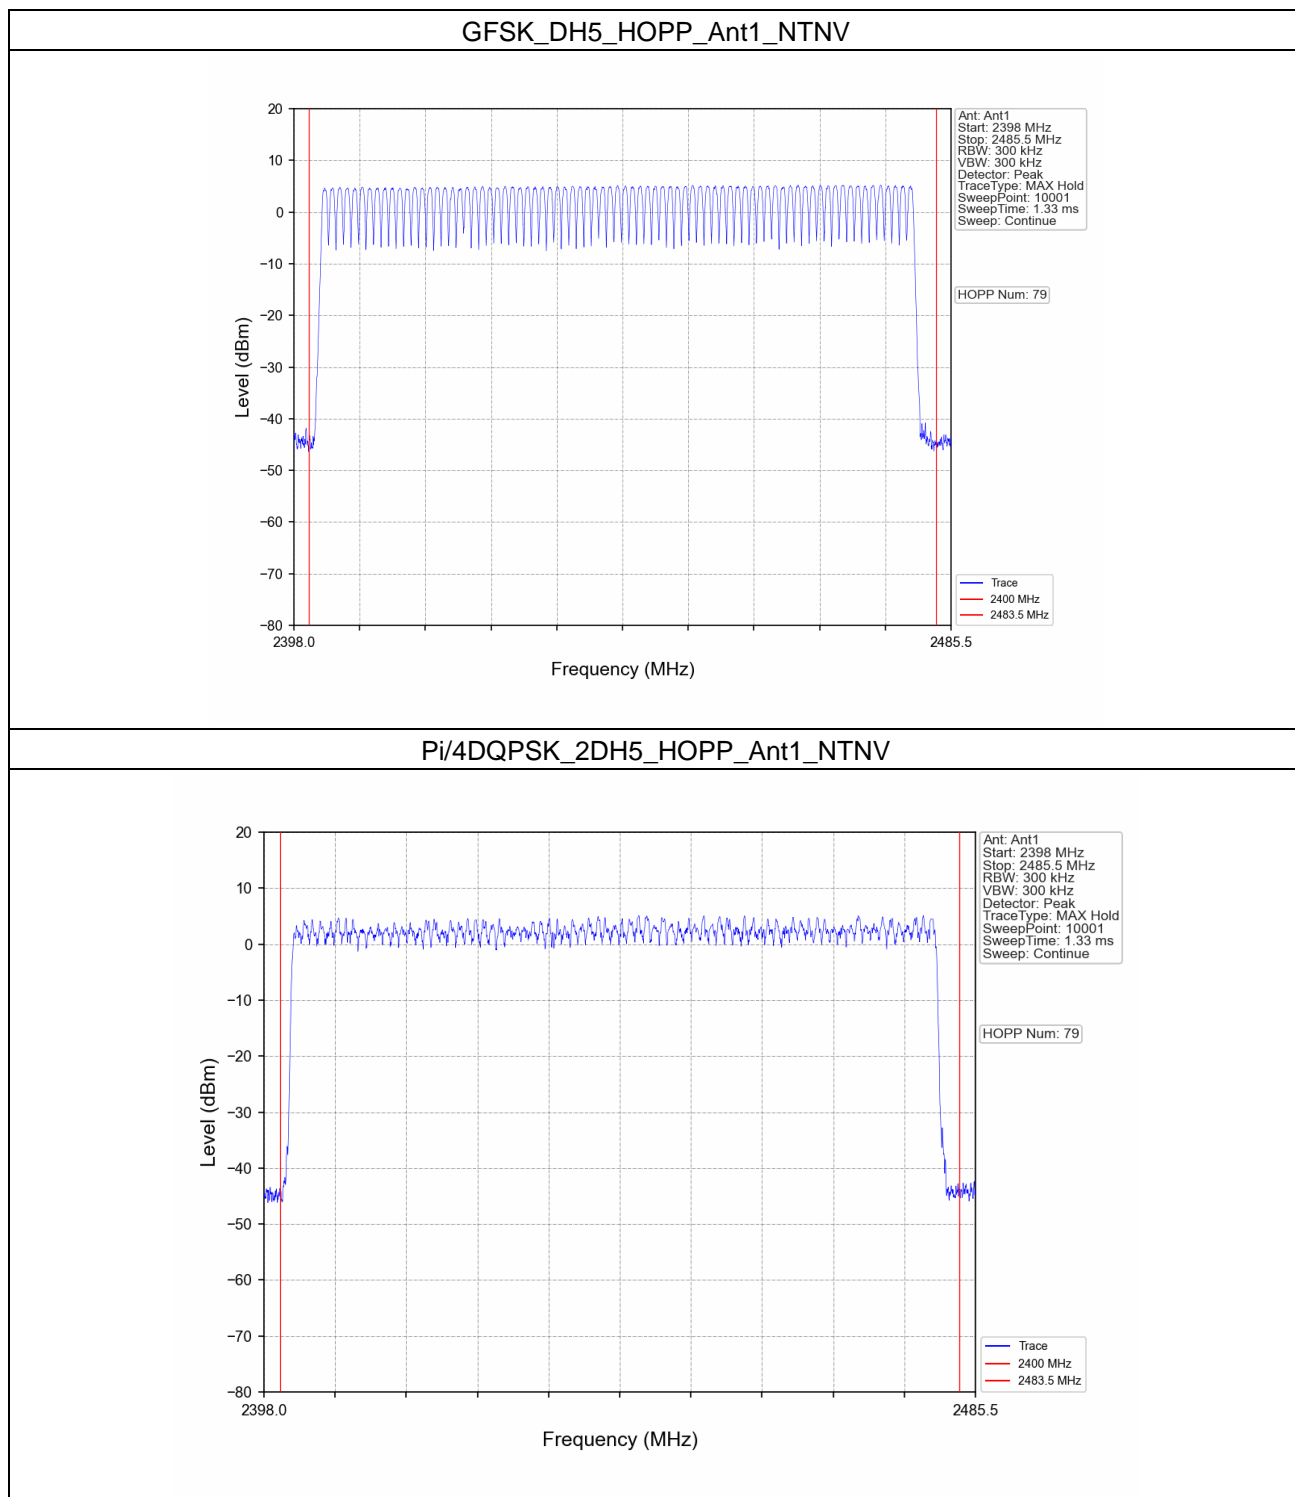 GFSK_DH5_HOPP_Ant1_NTNV
20
10
0
−10
−20
−30
−40
−50
−60
−70
−80
Level (dBm)
2398.0
2485.5
Frequency (MHz)
Ant: Ant1
Start: 2398 MHz
Stop: 2485.5 MHz
RBW: 300 kHz
VBW: 300 kHz
Detector: Peak
TraceType: MAX Hold
SweepPoint: 10001
SweepTime: 1.33 ms
Sweep: Continue
HOPP Num: 79
Trace
2400 MHz
2483.5 MHz
Pi/4DQPSK_2DH5_HOPP_Ant1_NTNV
20
10
0
−10
−20
−30
−40
−50
−60
−70
−80
Level (dBm)
2398.0
2485.5
Frequency (MHz)
Ant: Ant1
Start: 2398 MHz
Stop: 2485.5 MHz
RBW: 300 kHz
VBW: 300 kHz
Detector: Peak
TraceType: MAX Hold
SweepPoint: 10001
SweepTime: 1.33 ms
Sweep: Continue
HOPP Num: 79
Trace
2400 MHz
2483.5 MHz